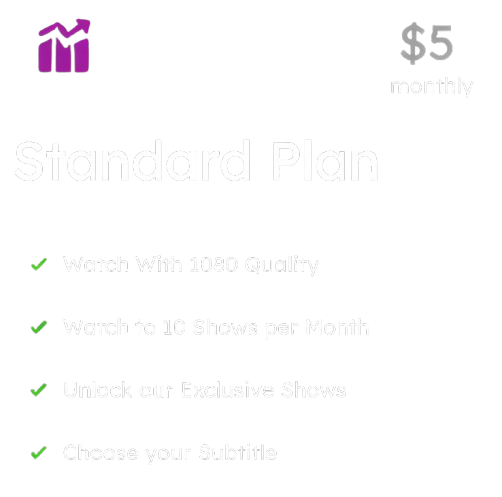 $5
monthly
Standard Plan
Watch With 1080 Quality
Watch to 10 Shows per Month
Unlock our Exclusive Shows
Choose your Subtitle